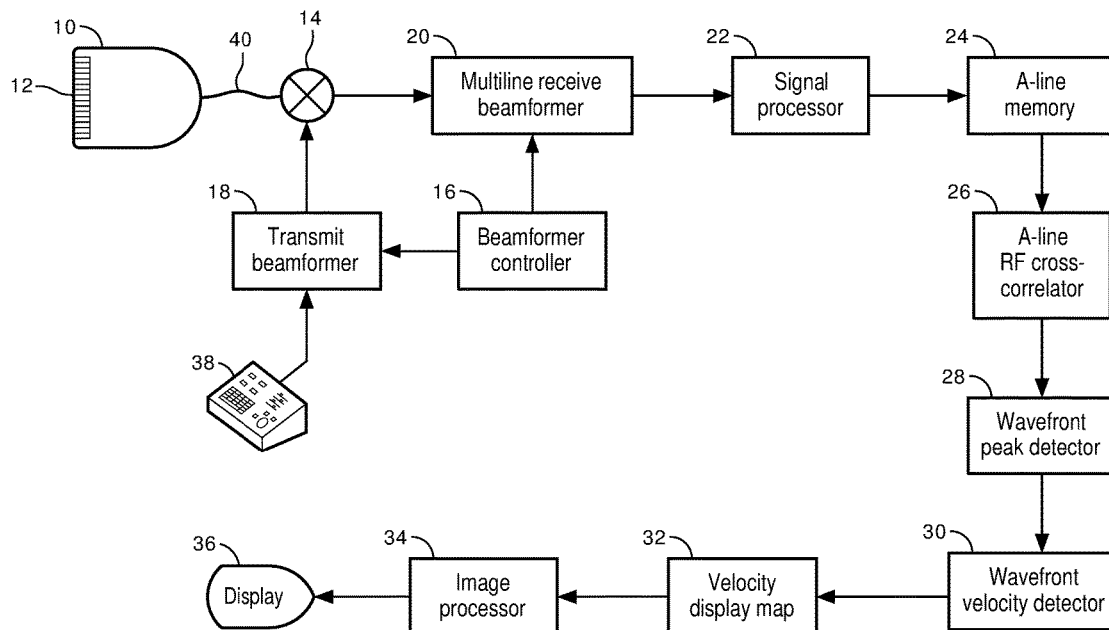 10
12
40
14
20
Multiline receive
beamformer
22
Signal
processor
24
A-line
memory
18
Transmit
beamformer
16
Beamformer
controller
26
A-line
RF cross-
correlator
38
28
Wavefront
peak detector
36
Display
34
Image
processor
32
Velocity
display map
30
Wavefront
velocity detector